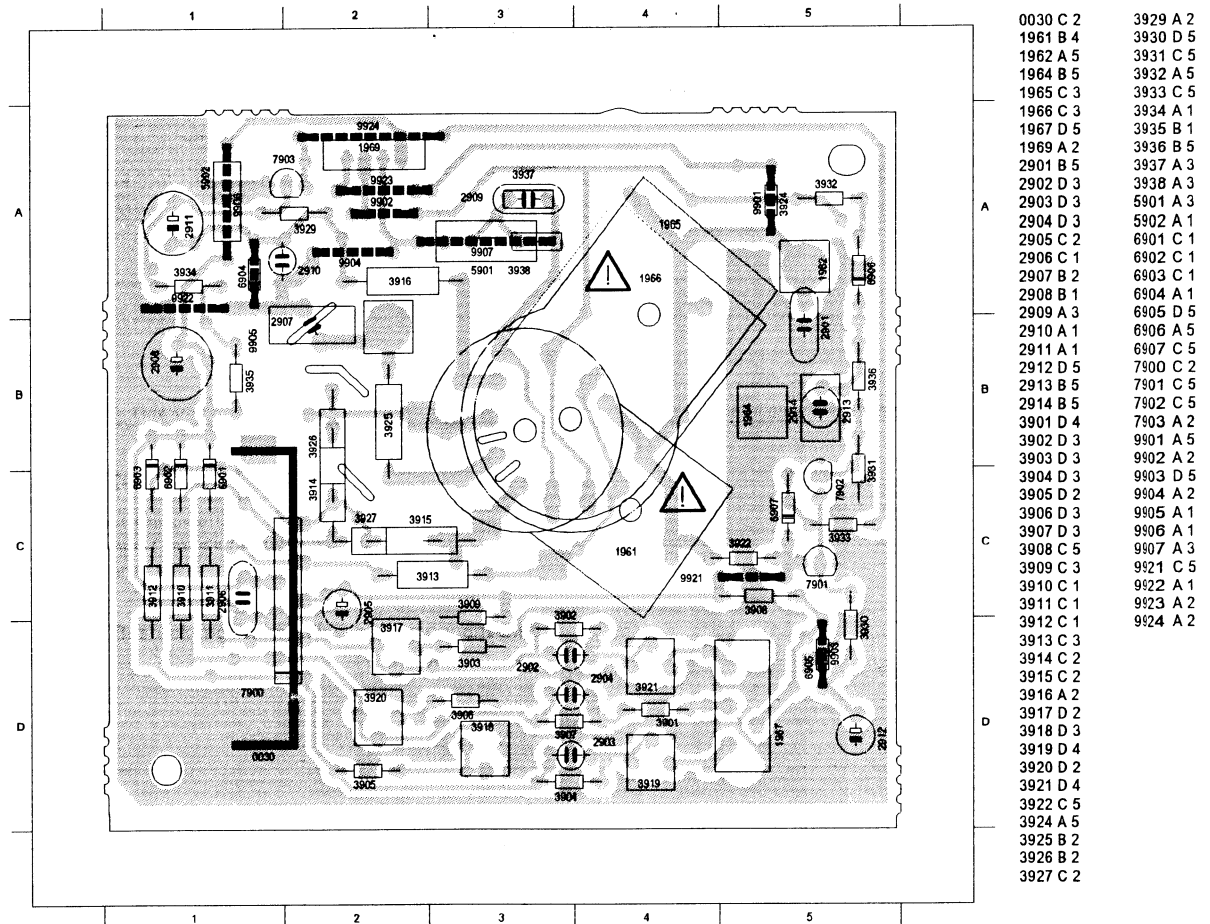 1 2 3 4 5
A A
B B
C C
D D
9924
1969
7903
3937
5902
9923
2909
9901
3924
3932
9902
9906
2911
3929
1965
9907
9904
2910
5901 3938
1966
1962
6906
3934
6904
3916
9922
2907
2901
9905
2908
3935
3936
3925
1964
2914
2913
3926
3931
6903
6902
6901
3914
7902
6907
3927 3915
3933
1961
3922
3913
9921
7901
3912
3910
3911
2906
2905
3909
3902
3908
3930
3917
3903
2902
6905
9903
2904
3921
7900
3920
3906
3901
3918
3907
1967
2903
2912
0030
3905
3904
3919
1 2 3 4 5
0030 C 2
1961 B 4
1962 A 5
1964 B 5
1965 C 3
1966 C 3
1967 D 5
1969 A 2
2901 B 5
2902 D 3
2903 D 3
2904 D 3
2905 C 2
2906 C 1
2907 B 2
2908 B 1
2909 A 3
2910 A 1
2911 A 1
2912 D 5
2913 B 5
2914 B 5
3901 D 4
3902 D 3
3903 D 3
3904 D 3
3905 D 2
3906 D 3
3907 D 3
3908 C 5
3909 C 3
3910 C 1
3911 C 1
3912 C 1
3913 C 3
3914 C 2
3915 C 2
3916 A 2
3917 D 2
3918 D 3
3919 D 4
3920 D 2
3921 D 4
3922 C 5
3924 A 5
3925 B 2
3926 B 2
3927 C 2
3929 A 2
3930 D 5
3931 C 5
3932 A 5
3933 C 5
3934 A 1
3935 B 1
3936 B 5
3937 A 3
3938 A 3
5901 A 3
5902 A 1
6901 C 1
6902 C 1
6903 C 1
6904 A 1
6905 D 5
6906 A 5
6907 C 5
7900 C 2
7901 C 5
7902 C 5
7903 A 2
9901 A 5
9902 A 2
9903 D 5
9904 A 2
9905 A 1
9906 A 1
9907 A 3
9921 C 5
9922 A 1
9923 A 2
9924 A 2